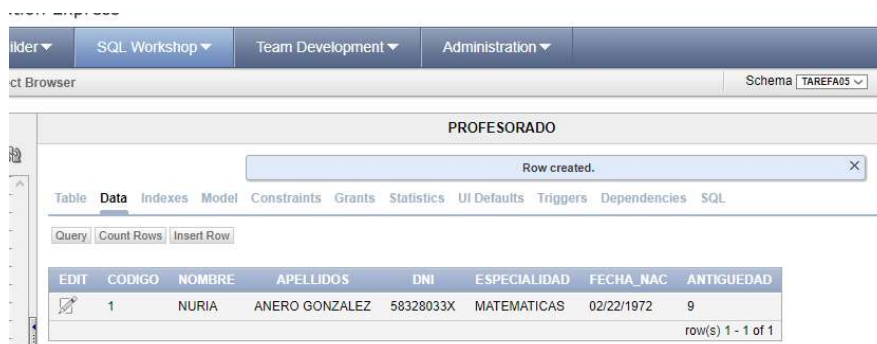 ilder SQL Workshop Team Development Administration
ct Browser Schema TAREFA05
PROFESORADO
Row created.
Table Data Indexes Model Constraints Grants Statistics UI Defaults Triggers Dependencies SQL
Query Count Rows Insert Row
EDIT CODIGO NOMBRE APELLIDOS DNI ESPECIALIDAD FECHA_NAC ANTIGUEDAD
1 NURIA ANERO GONZALEZ 58328033X MATEMATICAS 02/22/1972 9
row(s) 1 - 1 of 1